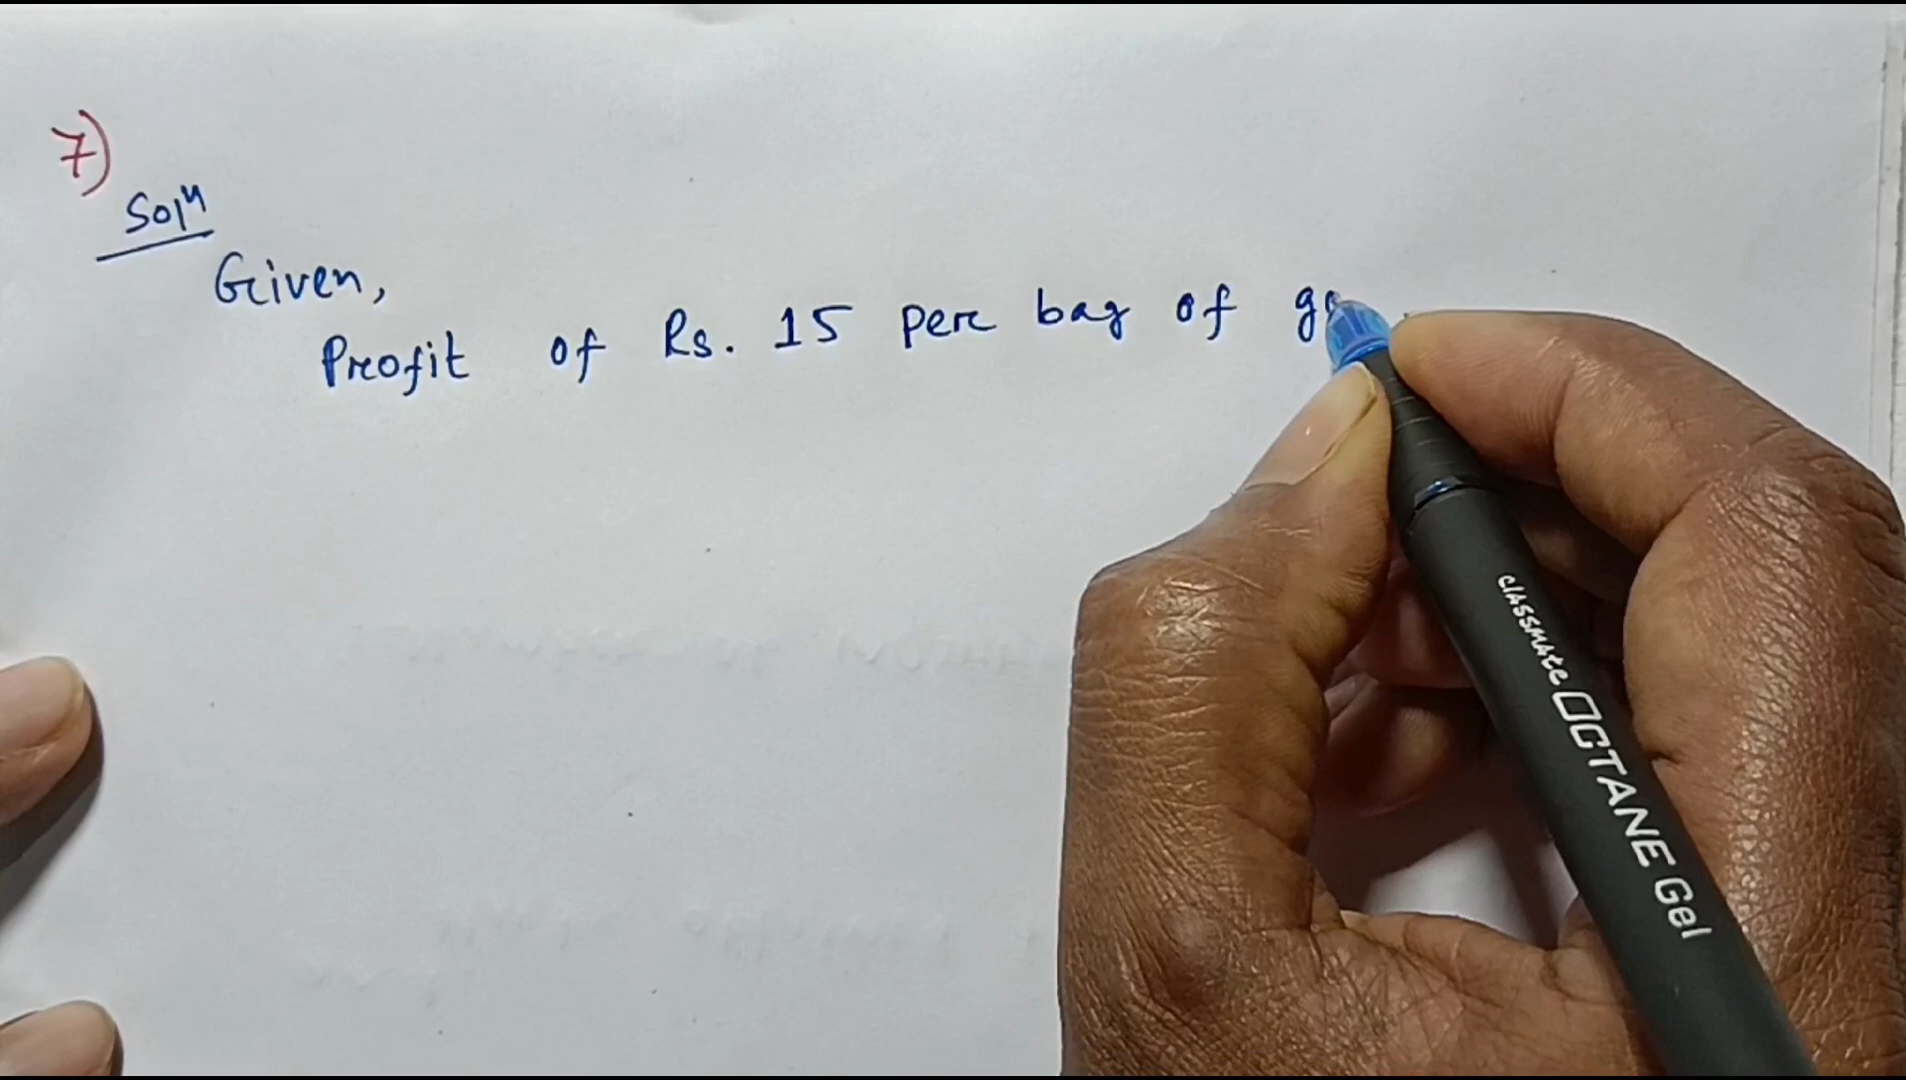 7)
Solⁿ
Given,
Profit of Rs. 15 per bag of
classmate OCTANE Gel